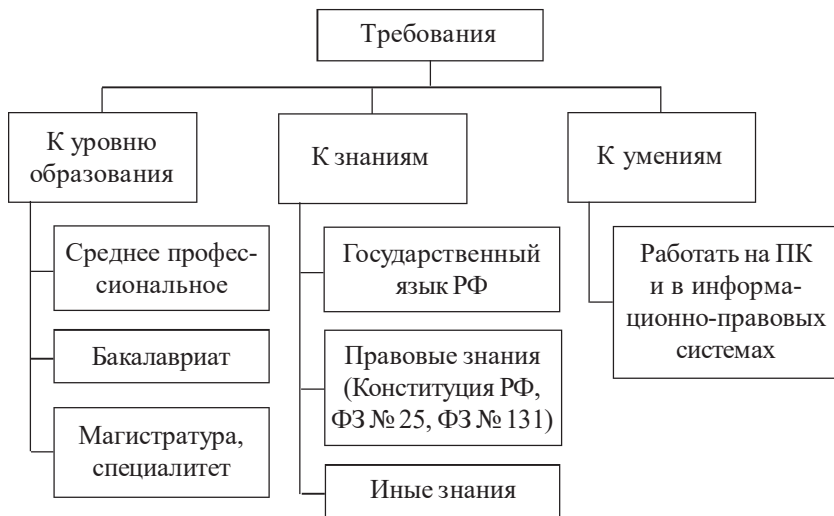 Требования
К уровню
образования
Среднее профес-
сиональное
Бакалавриат
Магистратура,
специалитет
К знаниям
Государственный
язык РФ
Правовые знания
(Конституция РФ,
ФЗ № 25, ФЗ № 131)
Иные знания
К умениям
Работать на ПК
и в информа-
ционно-правовых
системах